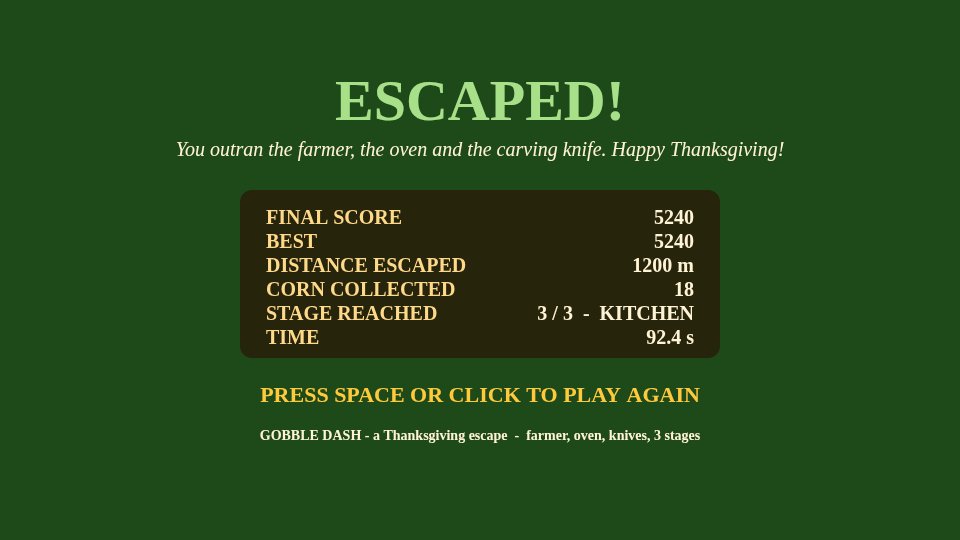 ESCAPED!
You outran the farmer, the oven and the carving knife. Happy Thanksgiving!
FINAL SCORE 5240
BEST 5240
DISTANCE ESCAPED 1200 m
CORN COLLECTED 18
STAGE REACHED 3 / 3 - KITCHEN
TIME 92.4 s
PRESS SPACE OR CLICK TO PLAY AGAIN
GOBBLE DASH - a Thanksgiving escape - farmer, oven, knives, 3 stages